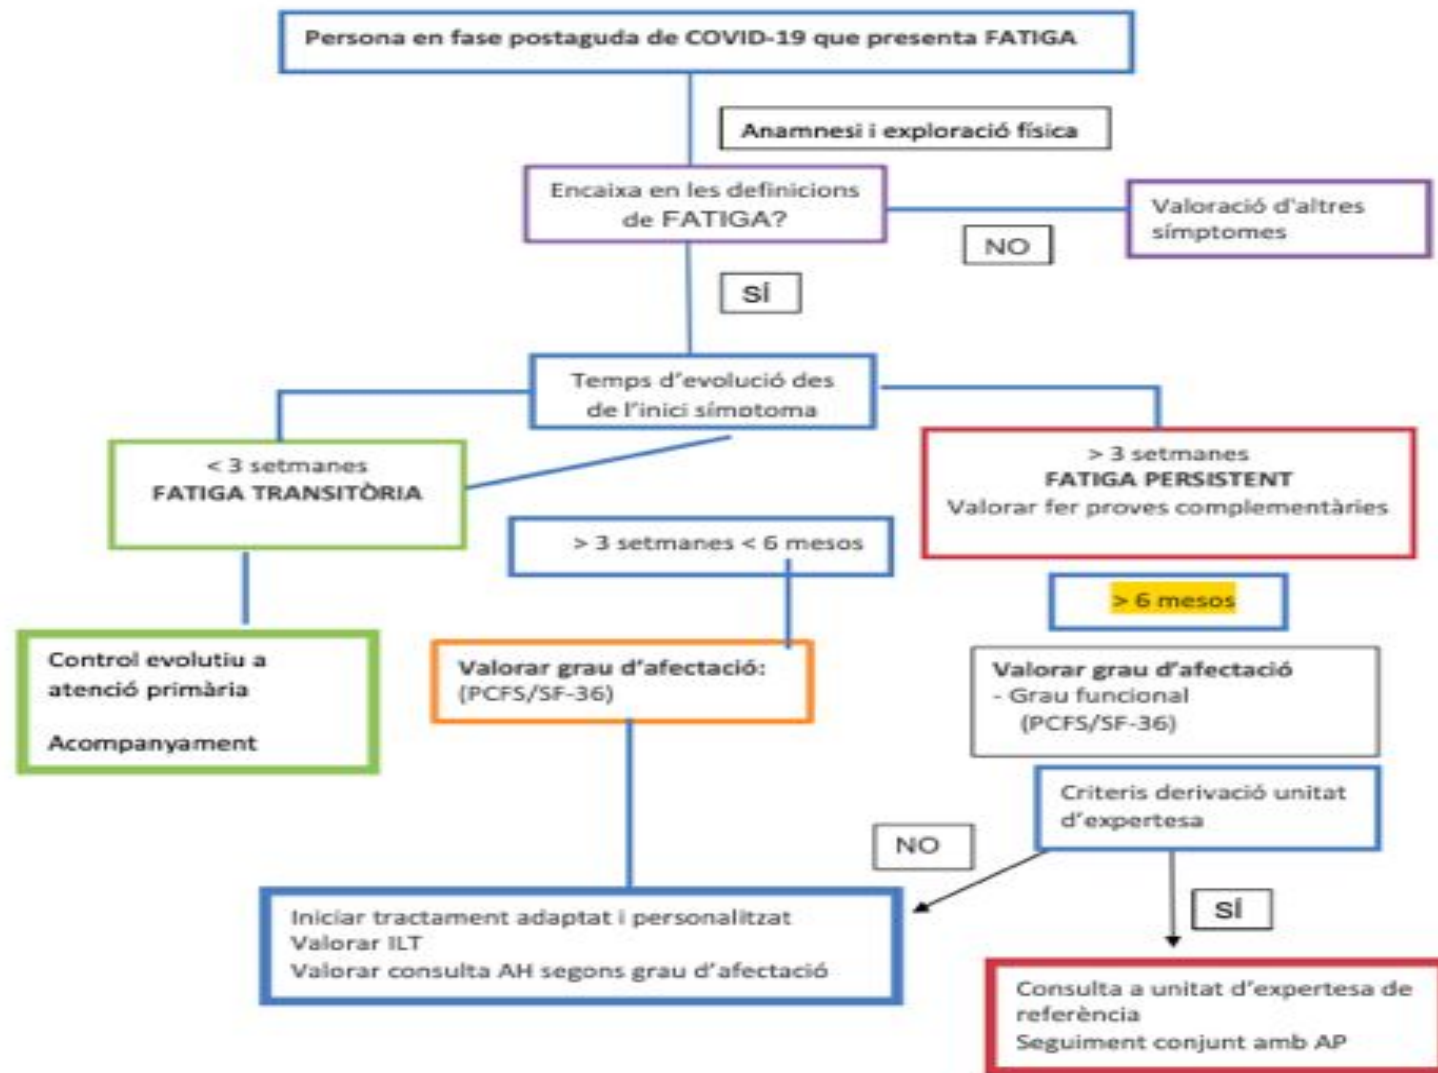 Persona en fase postaguda de COVID-19 que presenta FATIGA
Anamnesi i exploració física
Encaixa en les definicions
de FATIGA?
Valoració d'altres
símptomes
NO
SÍ
Temps d'evolució des
de l'inici símotoma
< 3 setmanes
FATIGA TRANSITÒRIA
> 3 setmanes
FATIGA PERSISTENT
Valorar fer proves complementàries
> 3 setmanes < 6 mesos
> 6 mesos
Control evolutiu a
atenció primària
Acompanyament
Valorar grau d'afectació:
(PCFS/SF-36)
Valorar grau d'afectació
- Grau funcional
(PCFS/SF-36)
Criteris derivació unitat
d'expertesa
NO
SÍ
Iniciar tractament adaptat i personalitzat
Valorar ILT
Valorar consulta AH segons grau d'afectació
Consulta a unitat d'expertesa de
referència
Seguiment conjunt amb AP